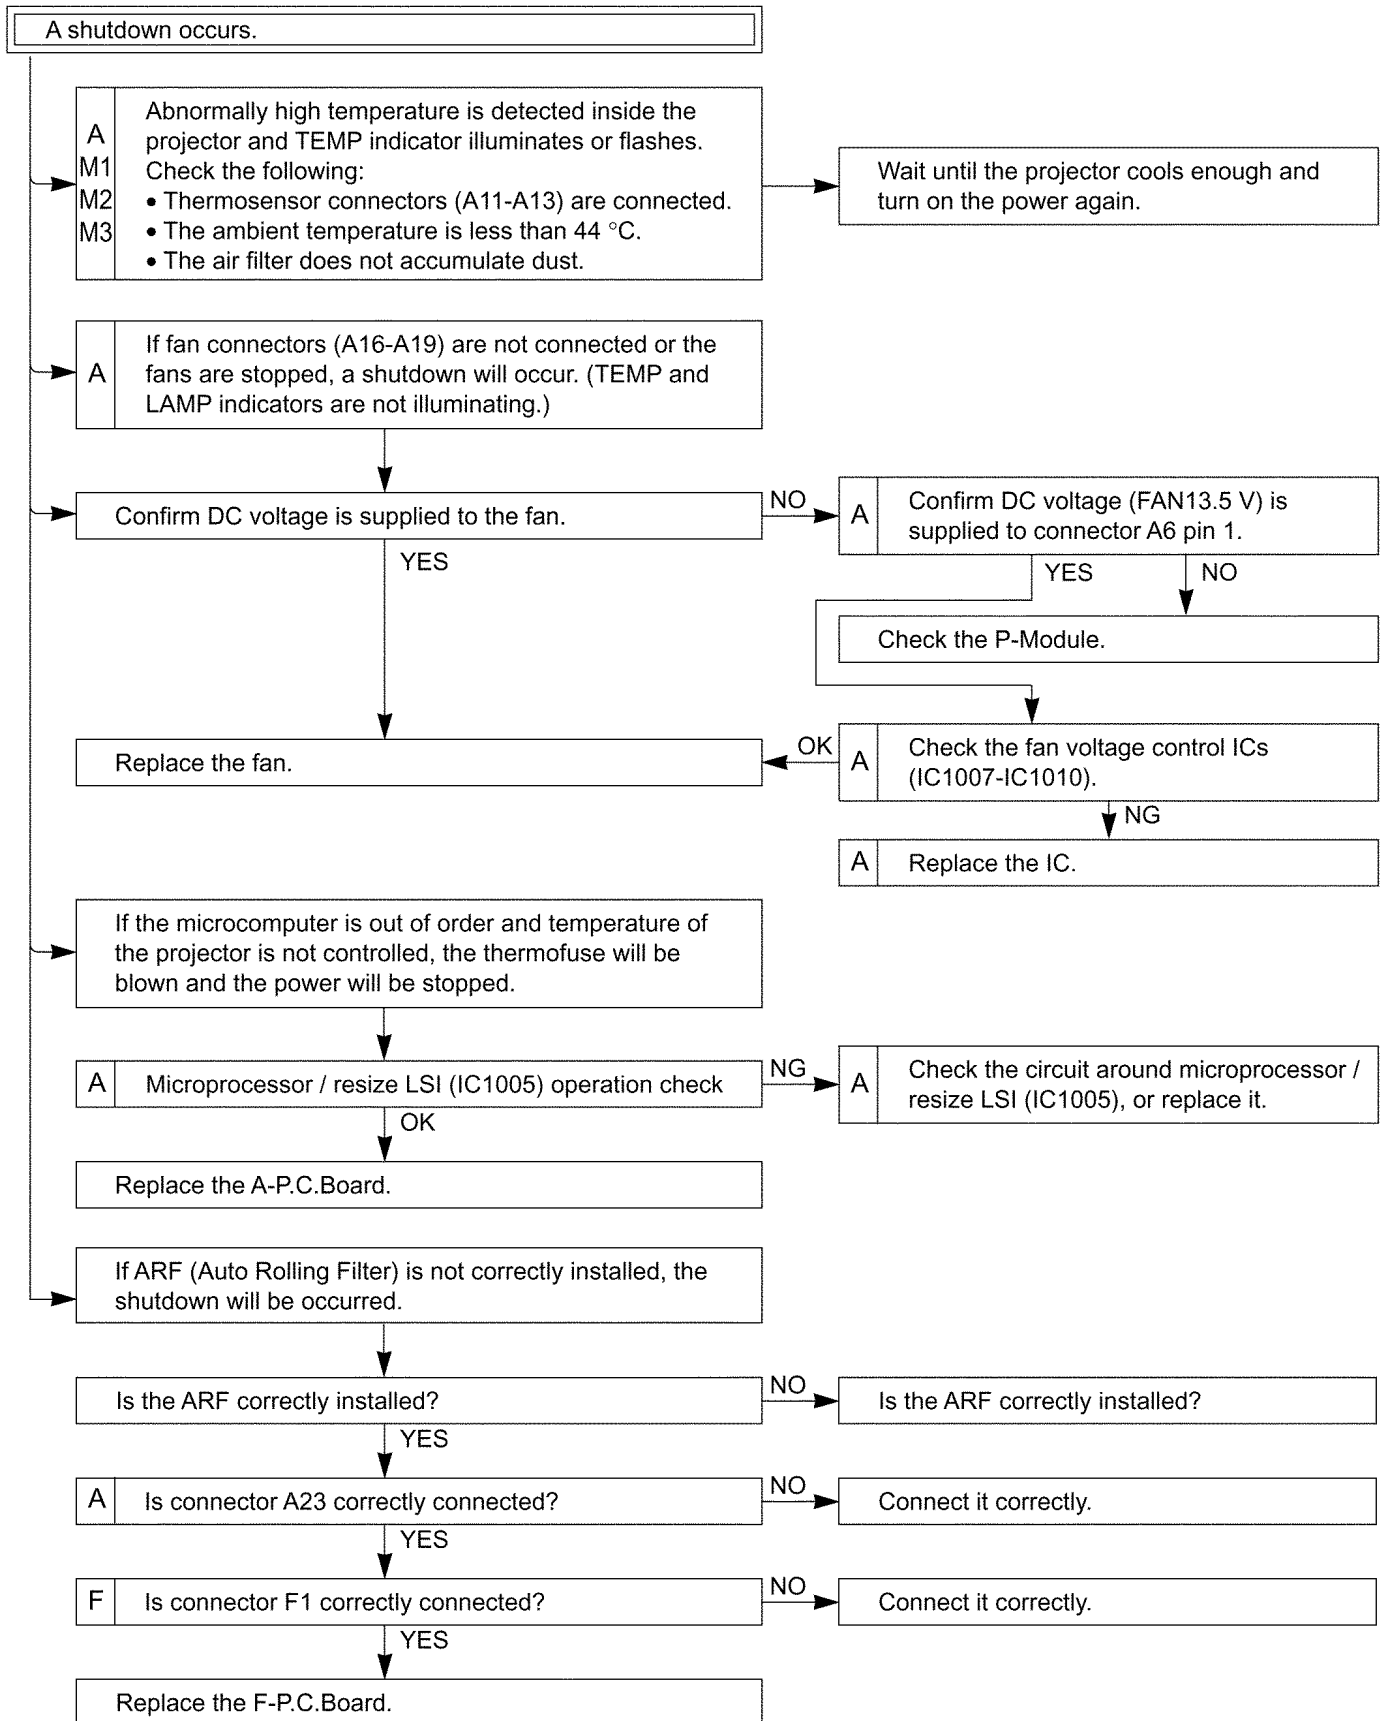 A shutdown occurs.
A
M1
M2
M3
Abnormally high temperature is detected inside the
projector and TEMP indicator illuminates or flashes.
Check the following:
• Thermosensor connectors (A11-A13) are connected.
• The ambient temperature is less than 44 °C.
• The air filter does not accumulate dust.
Wait until the projector cools enough and
turn on the power again.
A
If fan connectors (A16-A19) are not connected or the
fans are stopped, a shutdown will occur. (TEMP and
LAMP indicators are not illuminating.)
Confirm DC voltage is supplied to the fan.
NO
A
Confirm DC voltage (FAN13.5 V) is
supplied to connector A6 pin 1.
YES
YES
NO
Check the P-Module.
Replace the fan.
OK
A
Check the fan voltage control ICs
(IC1007-IC1010).
NG
A
Replace the IC.
If the microcomputer is out of order and temperature of
the projector is not controlled, the thermofuse will be
blown and the power will be stopped.
A
Microprocessor / resize LSI (IC1005) operation check
NG
A
Check the circuit around microprocessor /
resize LSI (IC1005), or replace it.
OK
Replace the A-P.C.Board.
If ARF (Auto Rolling Filter) is not correctly installed, the
shutdown will be occurred.
Is the ARF correctly installed?
NO
Is the ARF correctly installed?
YES
A
Is connector A23 correctly connected?
NO
Connect it correctly.
YES
F
Is connector F1 correctly connected?
NO
Connect it correctly.
YES
Replace the F-P.C.Board.